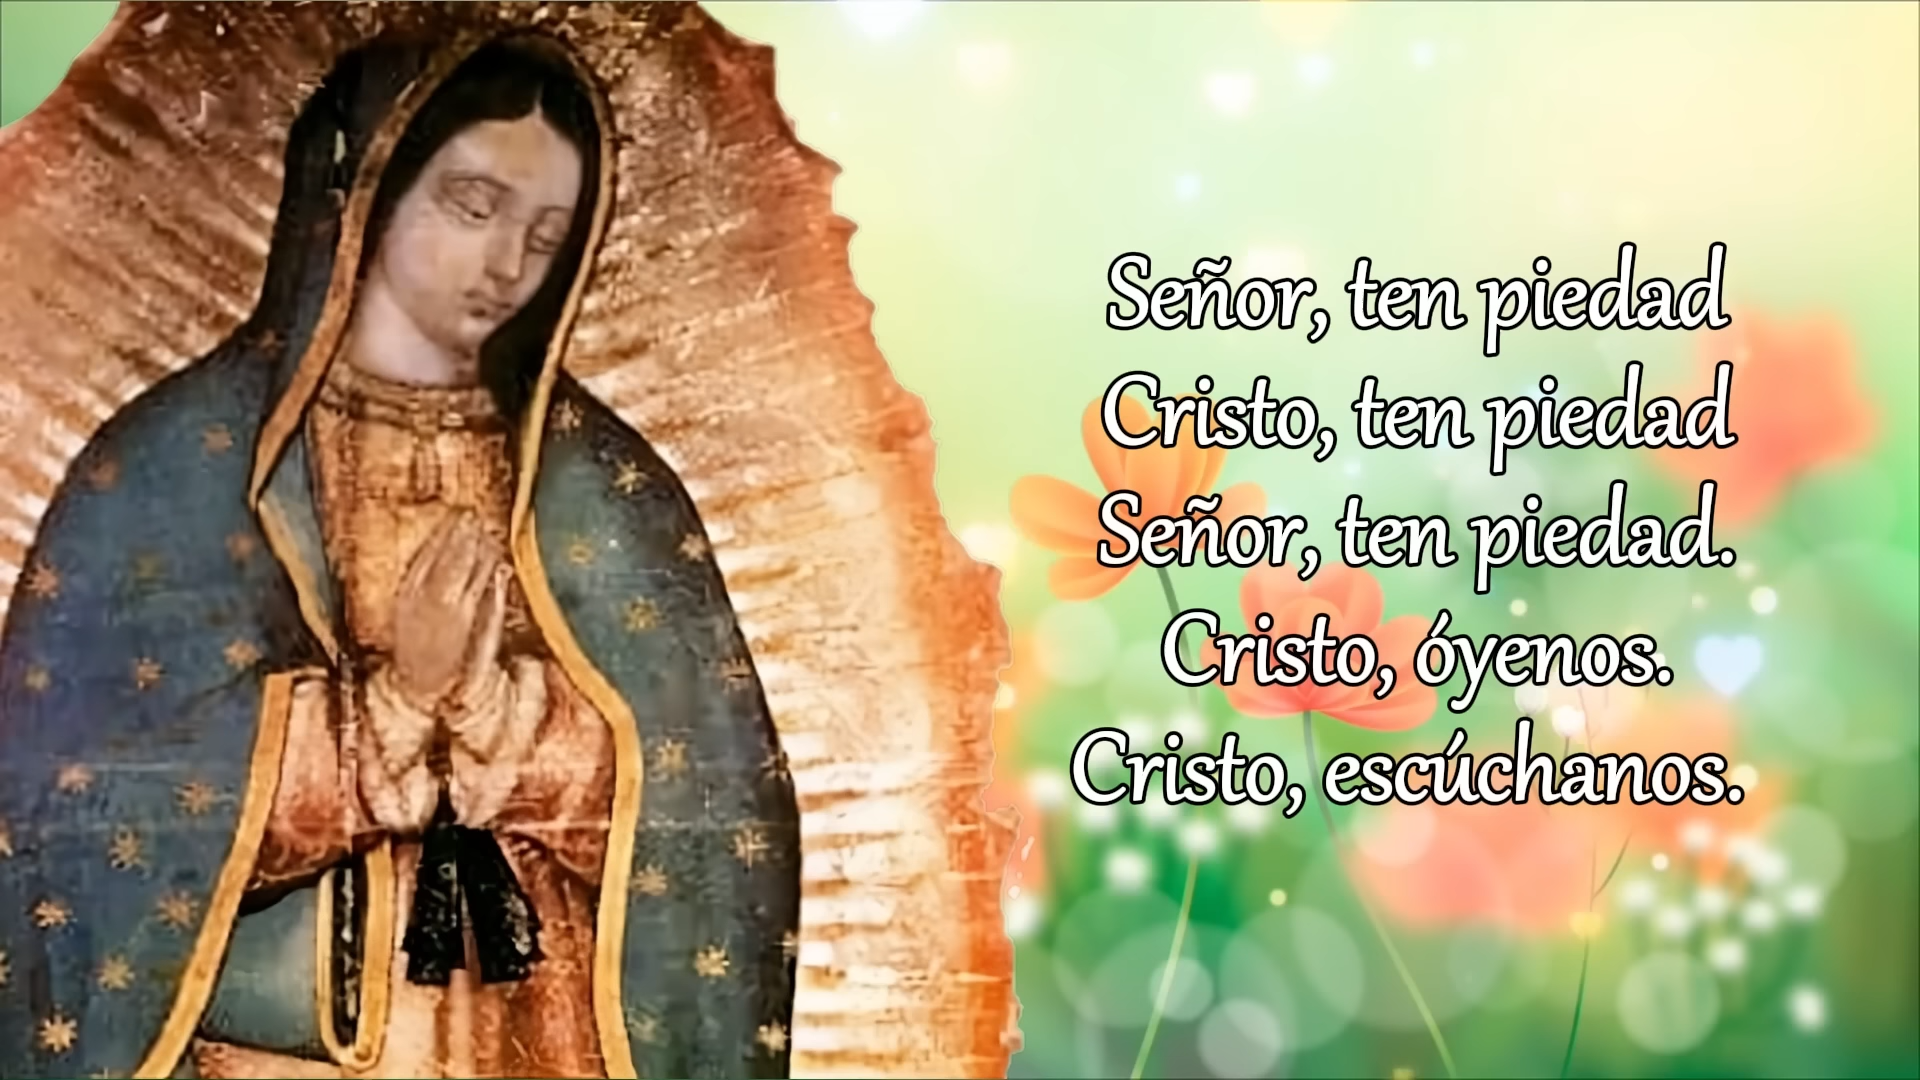 Señor, ten piedad
Cristo, ten piedad
Señor, ten piedad.
Cristo, óyenos.
Cristo, escúchanos.